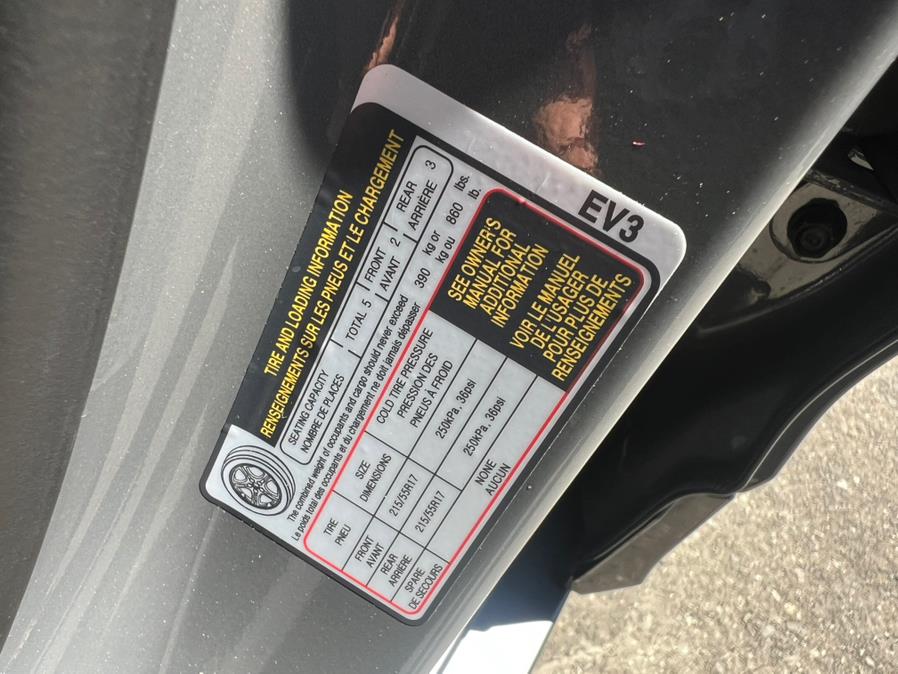 TIRE AND LOADING INFORMATION
RENSEIGNEMENTS SUR LES PNEUS ET LE CHARGEMENT
SEATING CAPACITY
NOMBRE DE PLACES
TOTAL 5
FRONT
AVANT
2
REAR
ARRIÈRE
3
The combined weight of occupants and cargo should never exceed 390 kg or 860 lbs.
Le poids total des occupants et du chargement ne doit jamais dépasser 390 kg ou 860 lb.
TIRE
PNEU
SIZE
DIMENSIONS
COLD TIRE PRESSURE
PRESSION DES
PNEUS À FROID
FRONT
AVANT
215/55R17
250kPa, 36psi
REAR
ARRIÈRE
215/55R17
250kPa, 36psi
SPARE
DE SECOURS
NONE
AUCUN
SEE OWNER'S
MANUAL FOR
ADDITIONAL
INFORMATION
VOIR LE MANUEL
DE L'USAGER
POUR PLUS DE
RENSEIGNEMENTS
EV3